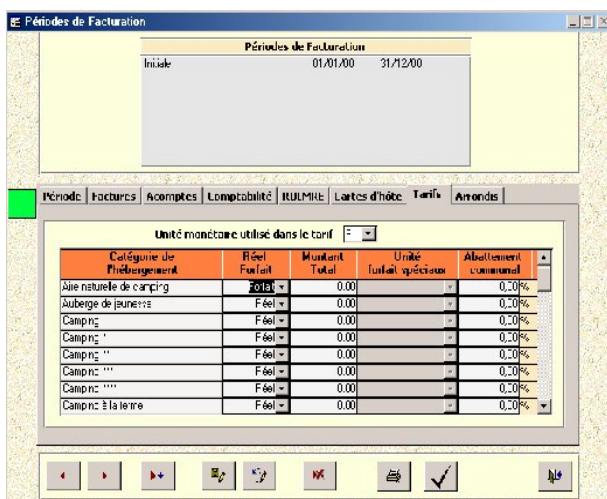 Périodes de Facturation
Périodes de Facturation
Initiale 01/01/00 31/12/00
Période Factures Acomptes Comptabilité Cartes d'hôte Tarifs Arrondis
Unité monétaire utilisé dans le tarif
Catégorie de l'hébergement Réel Forfait Montant Total Unité forfait spéciaux Abattement communal
Aire naturelle de camping Forfait 0.00 0,00 %
Auberge de jeunesse Réel 0.00 0,00 %
Camping Réel 0.00 0,00 %
Camping * Réel 0.00 0,00 %
Camping ** Réel 0.00 0,00 %
Camping *** Réel 0.00 0,00 %
Camping **** Réel 0.00 0,00 %
Camping à la ferme Réel 0.00 0,00 %